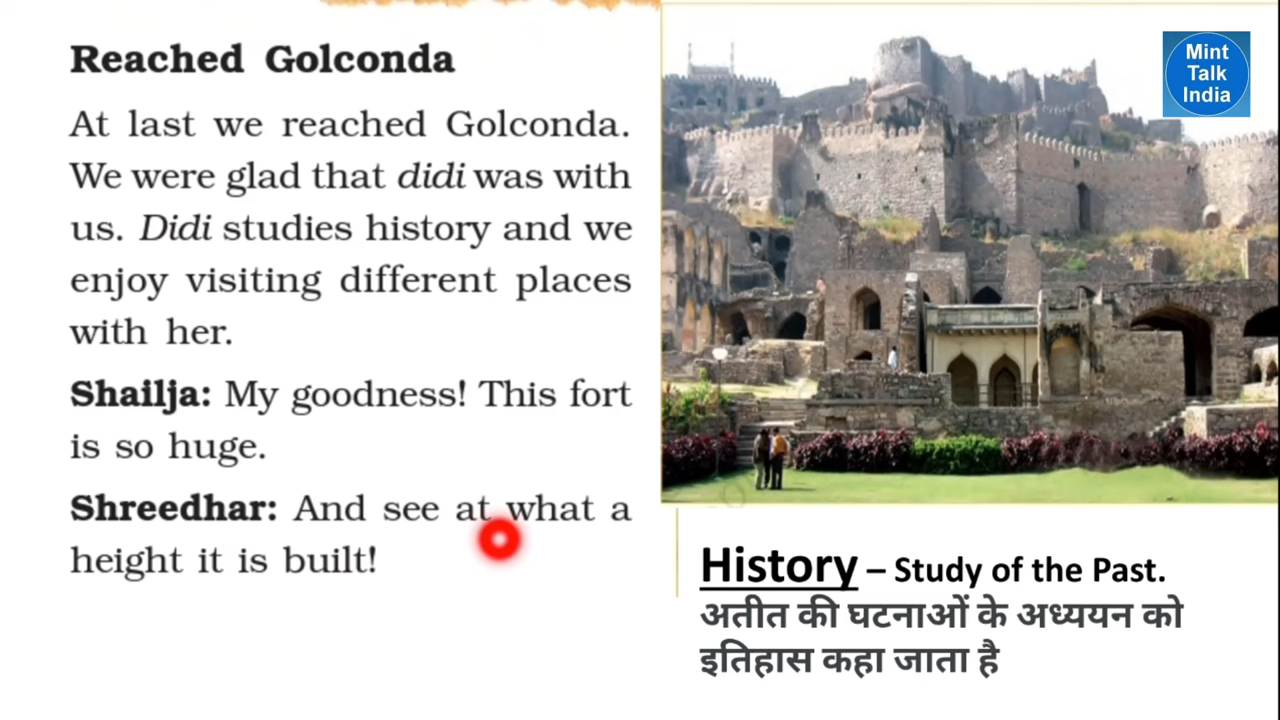 Reached Golconda
At last we reached Golconda.
We were glad that didi was with
us. Didi studies history and we
enjoy visiting different places
with her.
Shailja: My goodness! This fort
is so huge.
Shreedhar: And see at what a
height it is built!
Mint
Talk
India
History – Study of the Past.
अतीत की घटनाओं के अध्ययन को
इतिहास कहा जाता है